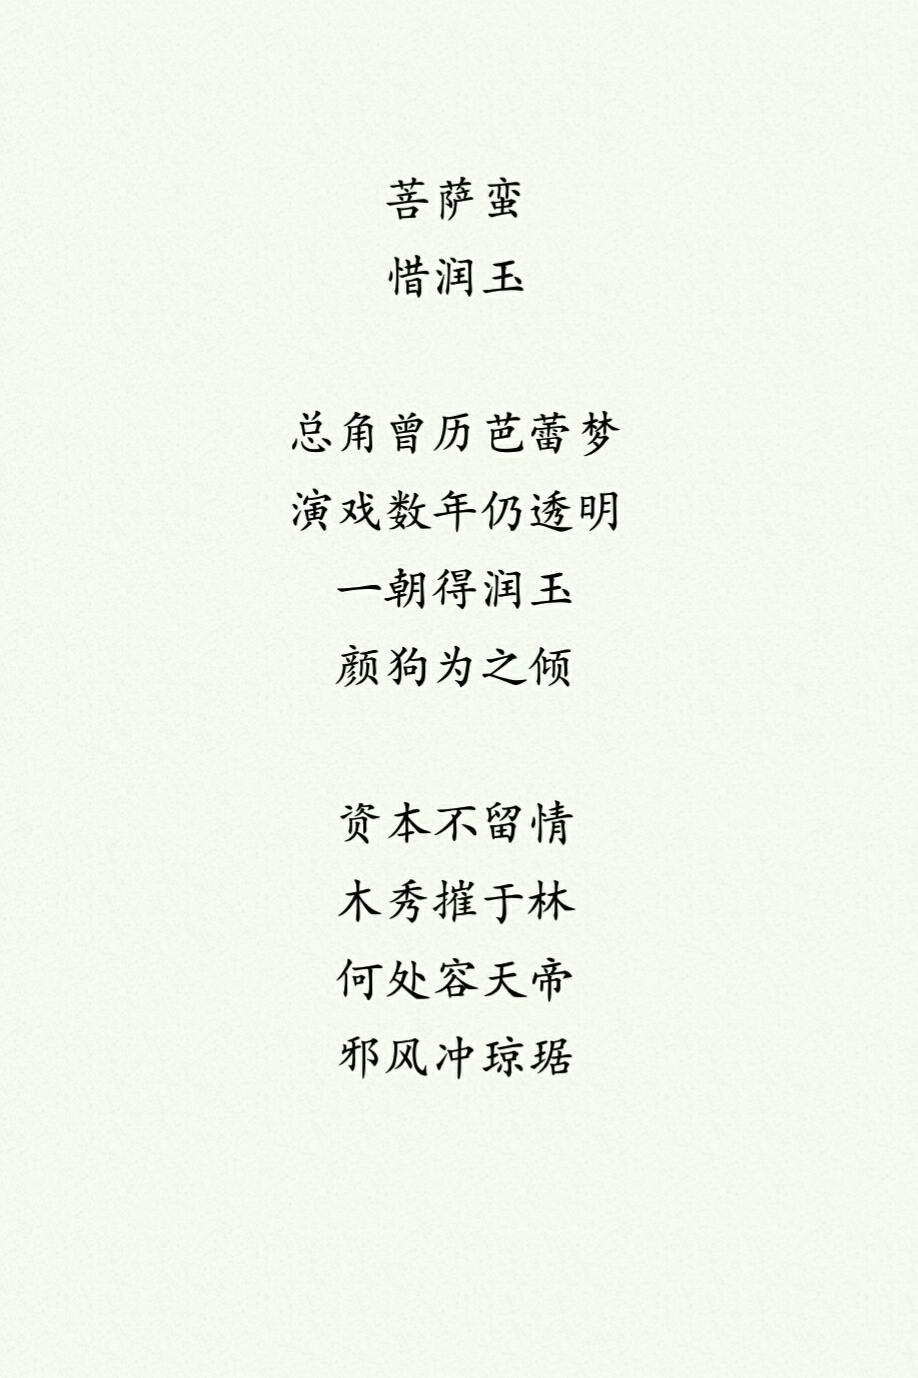 菩萨蛮
惜润玉
总角曾历芭蕾梦
演戏数年仍透明
一朝得润玉
颜狗为之倾
资本不留情
木秀摧于林
何处容天帝
邪风冲琼琚